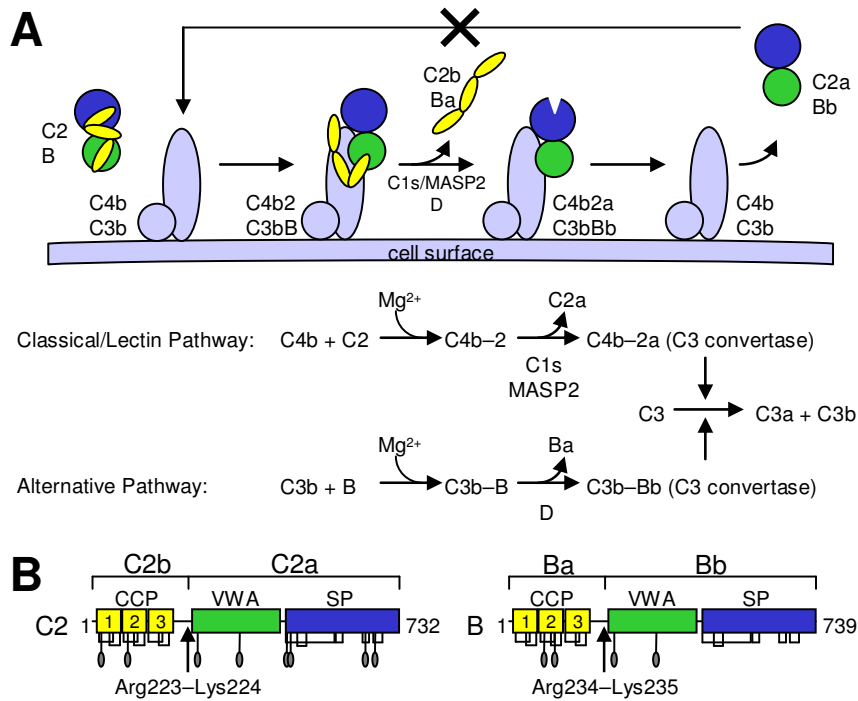 A
C2
B
C4b
C3b
C4b2
C3bB
C2b
Ba
C1s/MASP2
D
C4b2a
C3bBb
C4b
C3b
C2a
Bb
cell surface
Classical/Lectin Pathway: C4b + C2 Mg2+ C4b–2 C2a C4b–2a (C3 convertase)
C1s
MASP2
C3 C3a + C3b
Alternative Pathway: C3b + B Mg2+ C3b–B Ba C3b–Bb (C3 convertase)
D
B
C2b C2a
CCP VWA SP
C2 1 1 2 3 732
Arg223–Lys224
Ba Bb
CCP VWA SP
B 1 1 2 3 739
Arg234–Lys235